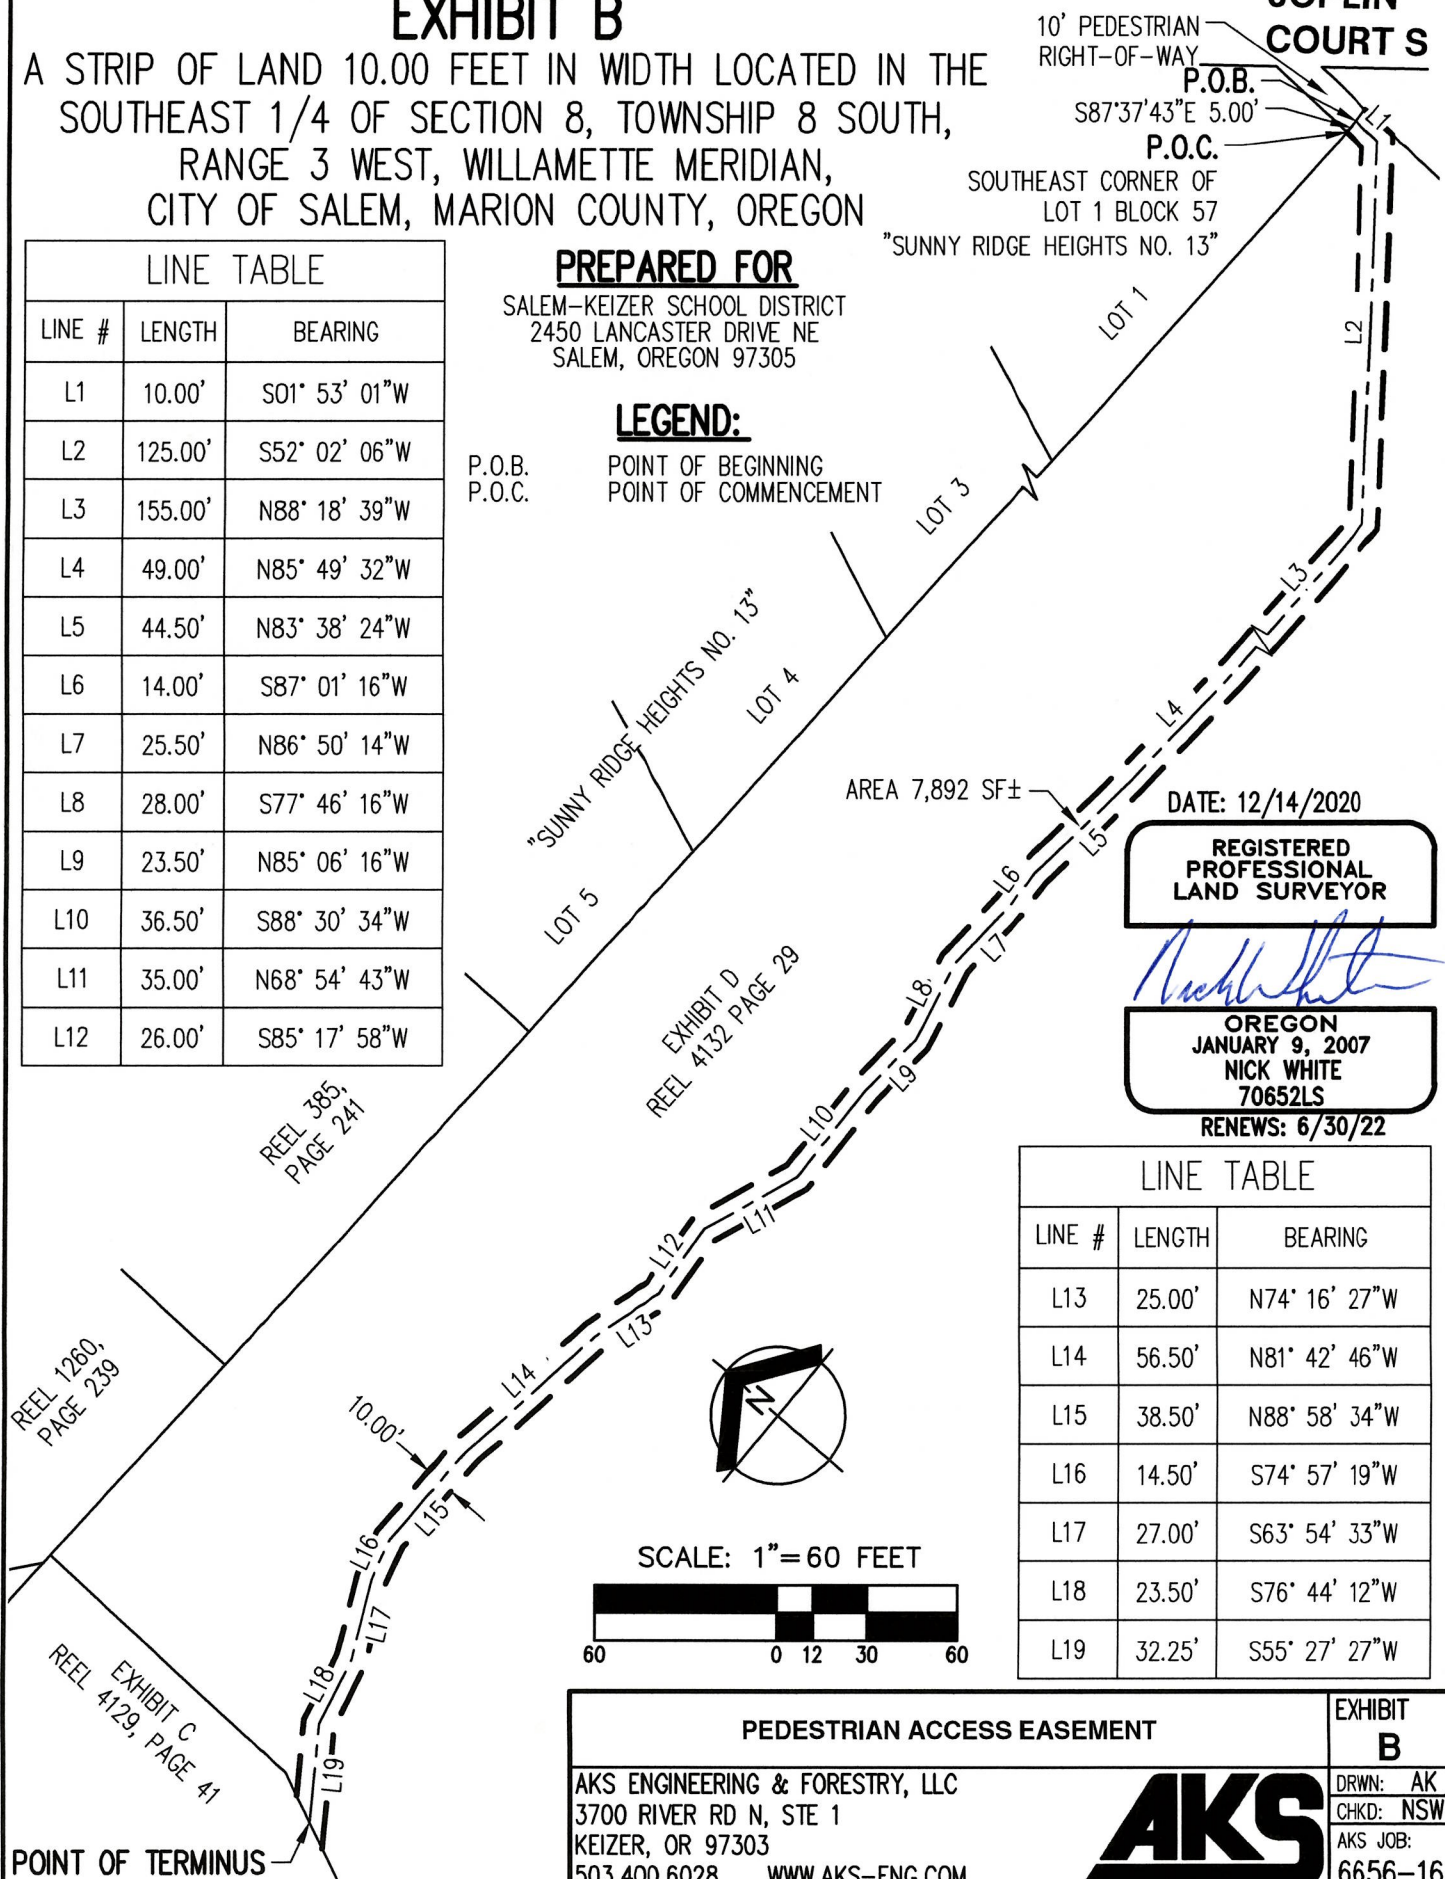 EXHIBIT B
A STRIP OF LAND 10.00 FEET IN WIDTH LOCATED IN THE
SOUTHEAST 1/4 OF SECTION 8, TOWNSHIP 8 SOUTH,
RANGE 3 WEST, WILLAMETTE MERIDIAN,
CITY OF SALEM, MARION COUNTY, OREGON
JOPLIN
COURT S
10' PEDESTRIAN
RIGHT-OF-WAY
P.O.B.
S87°37'43"E 5.00'
P.O.C.
SOUTHEAST CORNER OF
LOT 1 BLOCK 57
"SUNNY RIDGE HEIGHTS NO. 13"
LINE TABLE
LINE # LENGTH BEARING
L1 10.00' S01° 53' 01"W
L2 125.00' S52° 02' 06"W
L3 155.00' N88° 18' 39"W
L4 49.00' N85° 49' 32"W
L5 44.50' N83° 38' 24"W
L6 14.00' S87° 01' 16"W
L7 25.50' N86° 50' 14"W
L8 28.00' S77° 46' 16"W
L9 23.50' N85° 06' 16"W
L10 36.50' S88° 30' 34"W
L11 35.00' N68° 54' 43"W
L12 26.00' S85° 17' 58"W
PREPARED FOR
SALEM-KEIZER SCHOOL DISTRICT
2450 LANCASTER DRIVE NE
SALEM, OREGON 97305
LEGEND:
P.O.B. POINT OF BEGINNING
P.O.C. POINT OF COMMENCEMENT
L1
L2
LOT 1
LOT 3
L3
"SUNNY RIDGE HEIGHTS NO. 13"
LOT 4
L4
AREA 7,892 SF±
L5
L6
LOT 5
L7
EXHIBIT D
REEL 4132 PAGE 29
L8
L9
L10
REEL 385,
PAGE 241
L11
L12
L13
L14
REEL 1260,
PAGE 239
10.00'
L15
L16
L17
L18
L19
EXHIBIT C
REEL 4129, PAGE 41
POINT OF TERMINUS
DATE: 12/14/2020
REGISTERED
PROFESSIONAL
LAND SURVEYOR
Nick White
OREGON
JANUARY 9, 2007
NICK WHITE
70652LS
RENEWS: 6/30/22
LINE TABLE
LINE # LENGTH BEARING
L13 25.00' N74° 16' 27"W
L14 56.50' N81° 42' 46"W
L15 38.50' N88° 58' 34"W
L16 14.50' S74° 57' 19"W
L17 27.00' S63° 54' 33"W
L18 23.50' S76° 44' 12"W
L19 32.25' S55° 27' 27"W
N
SCALE: 1"=60 FEET
60 0 12 30 60
PEDESTRIAN ACCESS EASEMENT
EXHIBIT
B
AKS ENGINEERING & FORESTRY, LLC
3700 RIVER RD N, STE 1
KEIZER, OR 97303
503.400.6028 WWW.AKS-ENG.COM
AKS
DRWN: AK
CHKD: NSW
AKS JOB:
6656-16